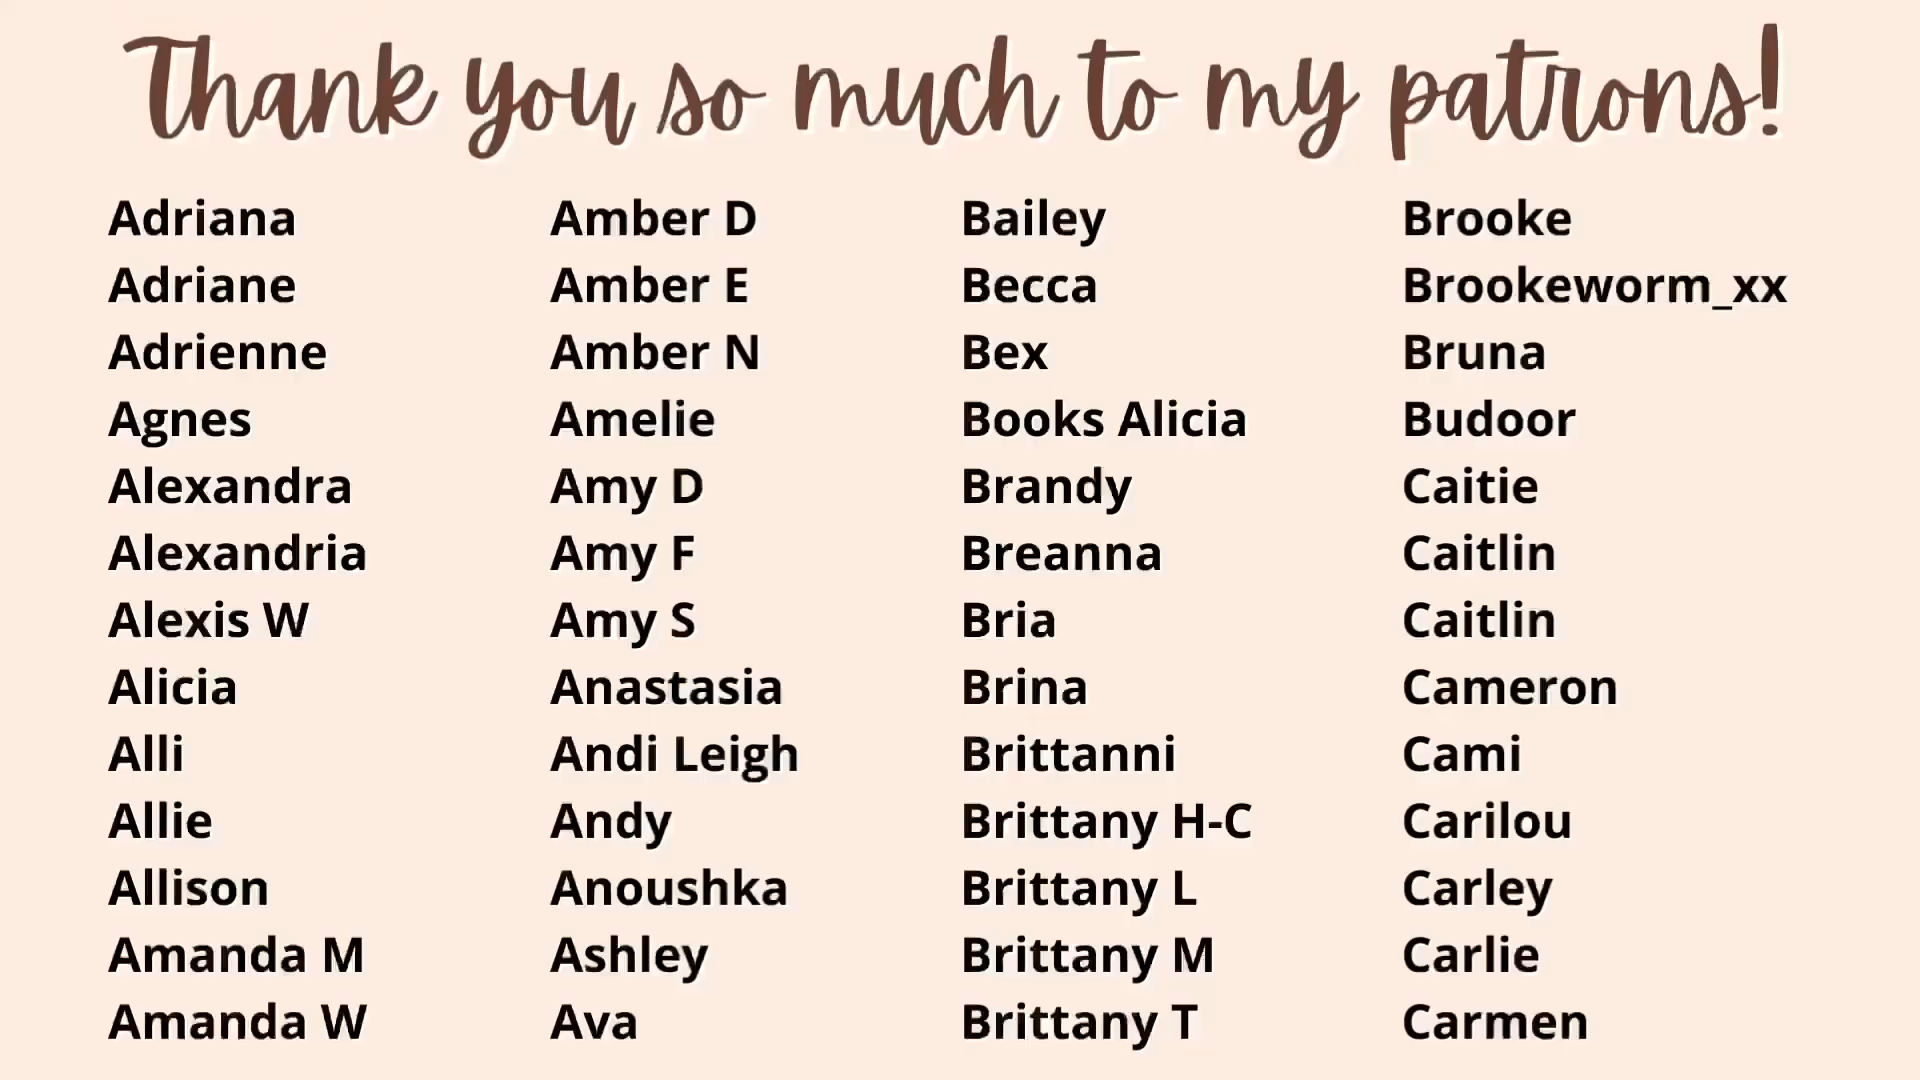 Thank you so much to my patrons!
Adriana
Adriane
Adrienne
Agnes
Alexandra
Alexandria
Alexis W
Alicia
Alli
Allie
Allison
Amanda M
Amanda W
Amber D
Amber E
Amber N
Amelie
Amy D
Amy F
Amy S
Anastasia
Andi Leigh
Andy
Anoushka
Ashley
Ava
Bailey
Becca
Bex
Books Alicia
Brandy
Breanna
Bria
Brina
Brittanni
Brittany H-C
Brittany L
Brittany M
Brittany T
Brooke
Brookeworm_xx
Bruna
Budoor
Caitie
Caitlin
Caitlin
Cameron
Cami
Carilou
Carley
Carlie
Carmen